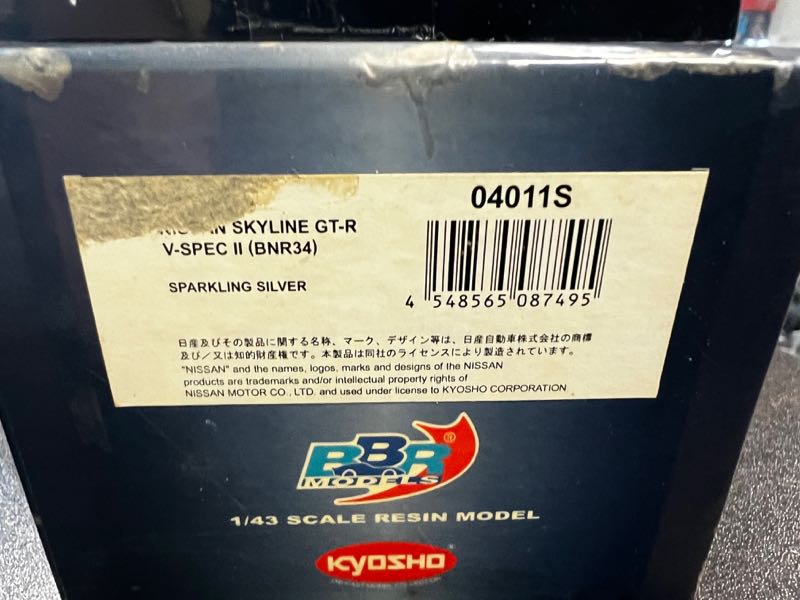 04011S
SKYLINE GT-R
V-SPEC II (BNR34)
SPARKLING SILVER
4 548565 087495
日産及びその製品に関する名称、マーク、デザイン等は、日産自動車株式会社の商標
及び/又は知的財産権です。本製品は同社のライセンスにより製造されています。
"NISSAN" and the names, logos, marks and designs of the NISSAN
products are trademarks and/or intellectual property rights of
NISSAN MOTOR CO., LTD. and used under license to KYOSHO CORPORATION.
BBR®
MODELS
1/43 SCALE RESIN MODEL
KYOSHO